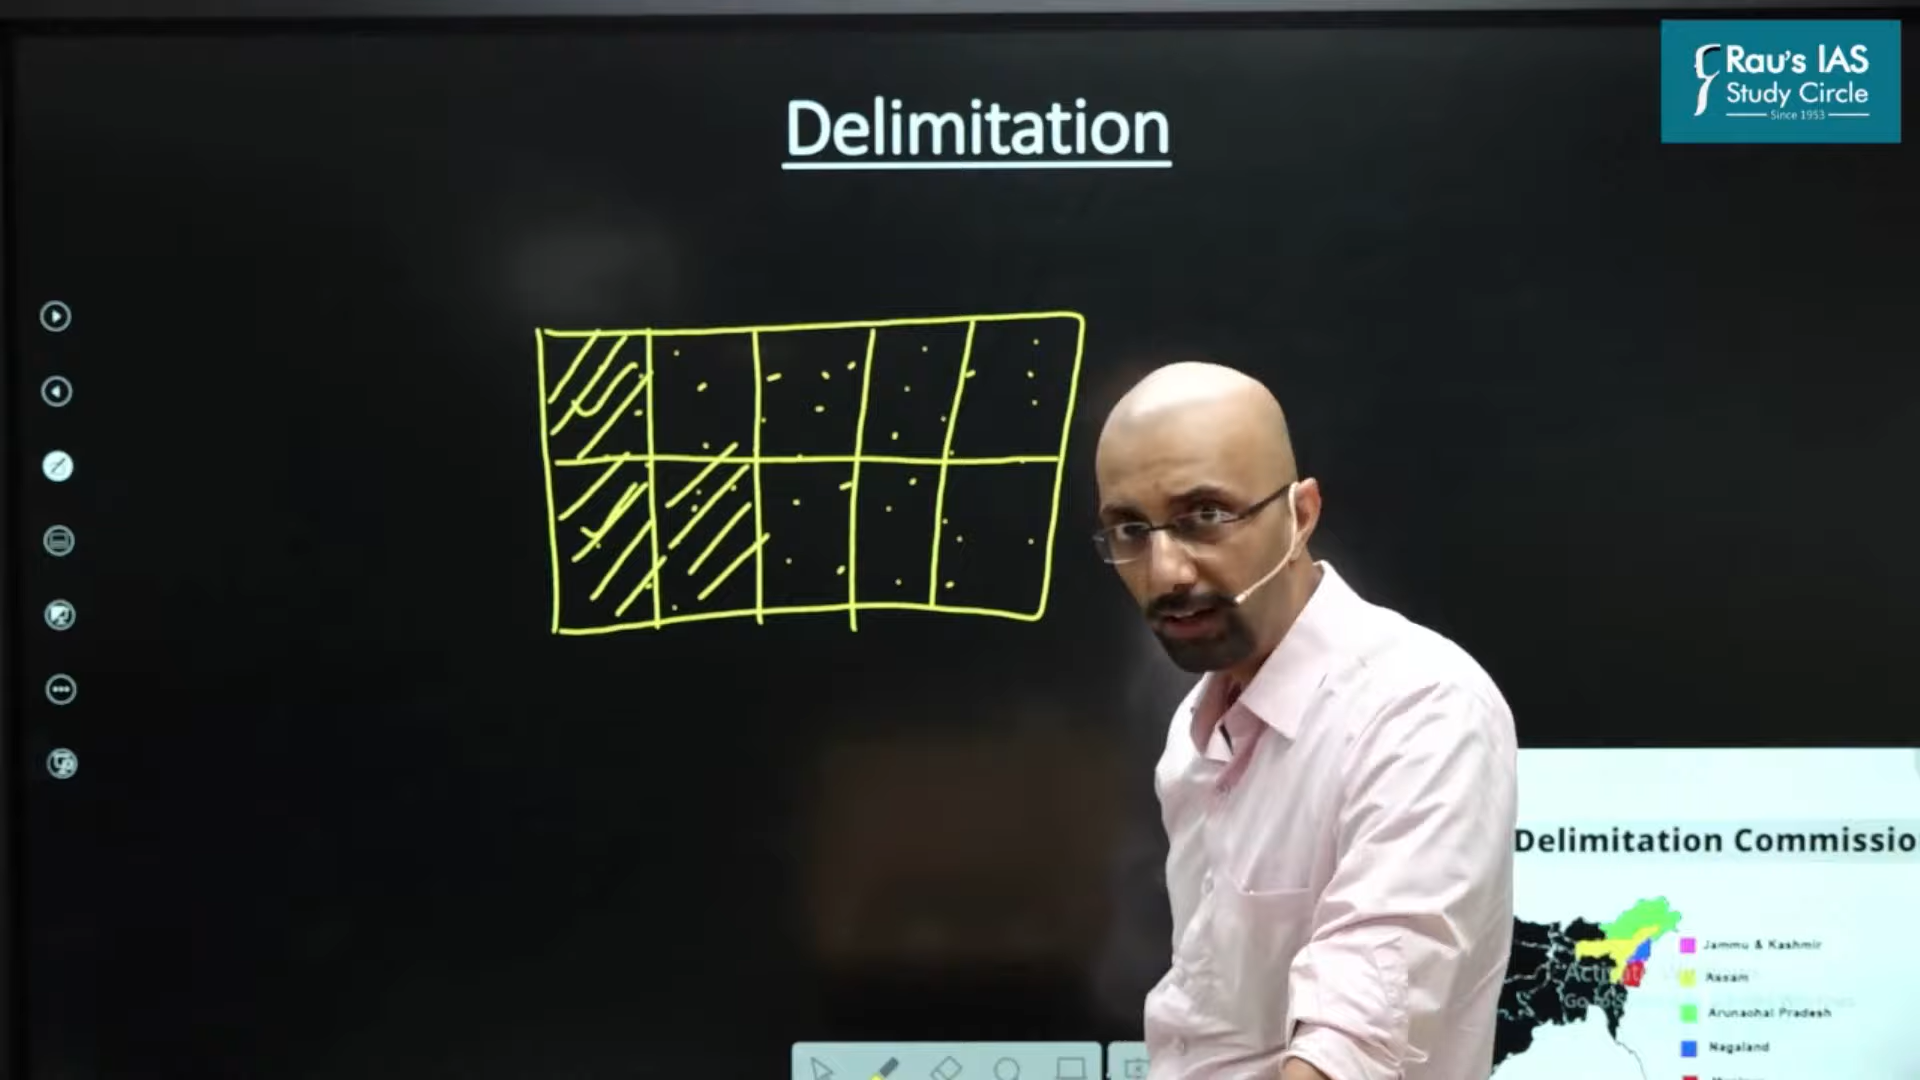 Delimitation
Rau's IAS
Study Circle
Since 1953
Delimitation Commissio
Jammu & Kashmir
Assam
Arunachal Pradesh
Nagaland